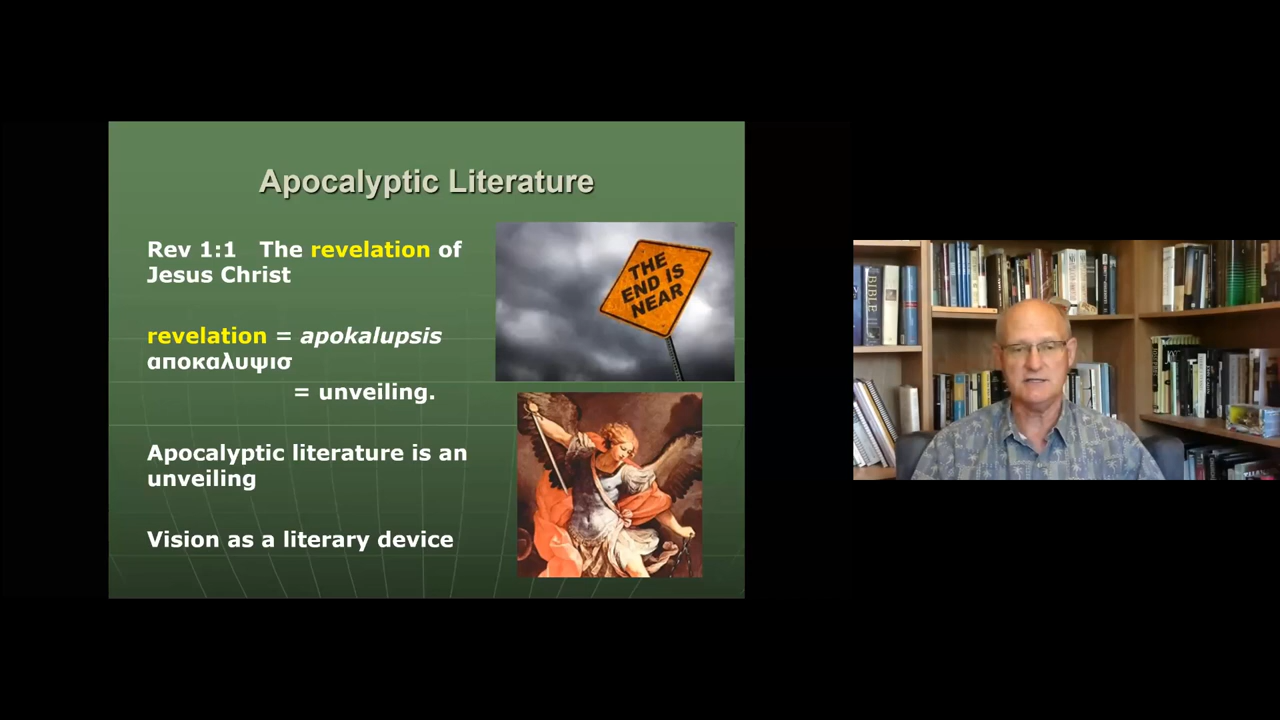 Apocalyptic Literature
Rev 1:1 The revelation of
Jesus Christ
revelation = apokalupsis
αποκαλυψισ
= unveiling.
Apocalyptic literature is an
unveiling
Vision as a literary device
THE
END IS
NEAR
BIBLE